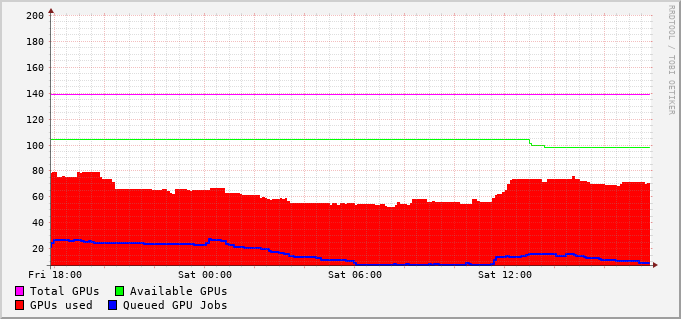 200
180
160
140
120
100
80
60
40
20
Fri 18:00 Sat 00:00 Sat 06:00 Sat 12:00
Total GPUs Available GPUs
GPUs used Queued GPU Jobs
RRDTOOL / TOBI OETIKER